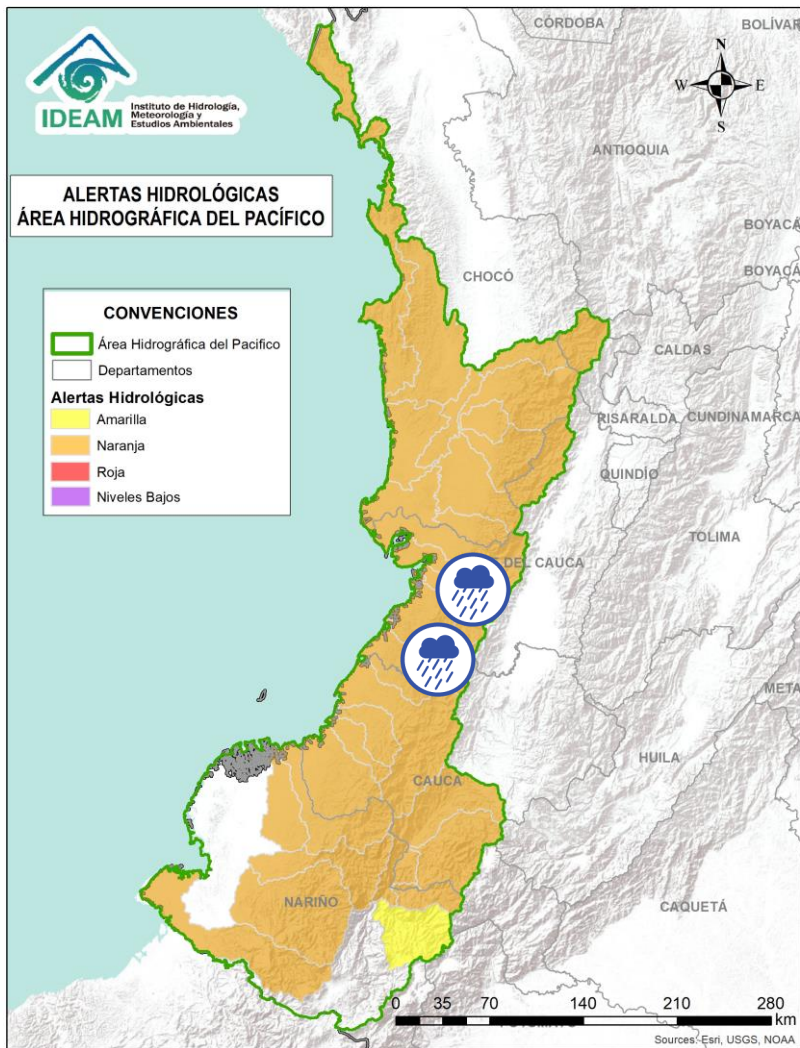 IDEAM
Instituto de Hidrología,
Meteorología y
Estudios Ambientales
ALERTAS HIDROLÓGICAS
ÁREA HIDROGRÁFICA DEL PACÍFICO
CONVENCIONES
Área Hidrográfica del Pacifico
Departamentos
Alertas Hidrológicas
Amarilla
Naranja
Roja
Niveles Bajos
CÓRDOBA
BOLÍVAR
N
W E
S
ANTIOQUIA
BOYACÁ
CHOCÓ
BOYACÁ
CALDAS
RISARALDA
CUNDINAMARCA
QUINDÍO
TOLIMA
DEL CAUCA
META
HUILA
CAUCA
NARIÑO
CAQUETÁ
0 35 70 140 210 280
km
Sources: Esri, USGS, NOAA